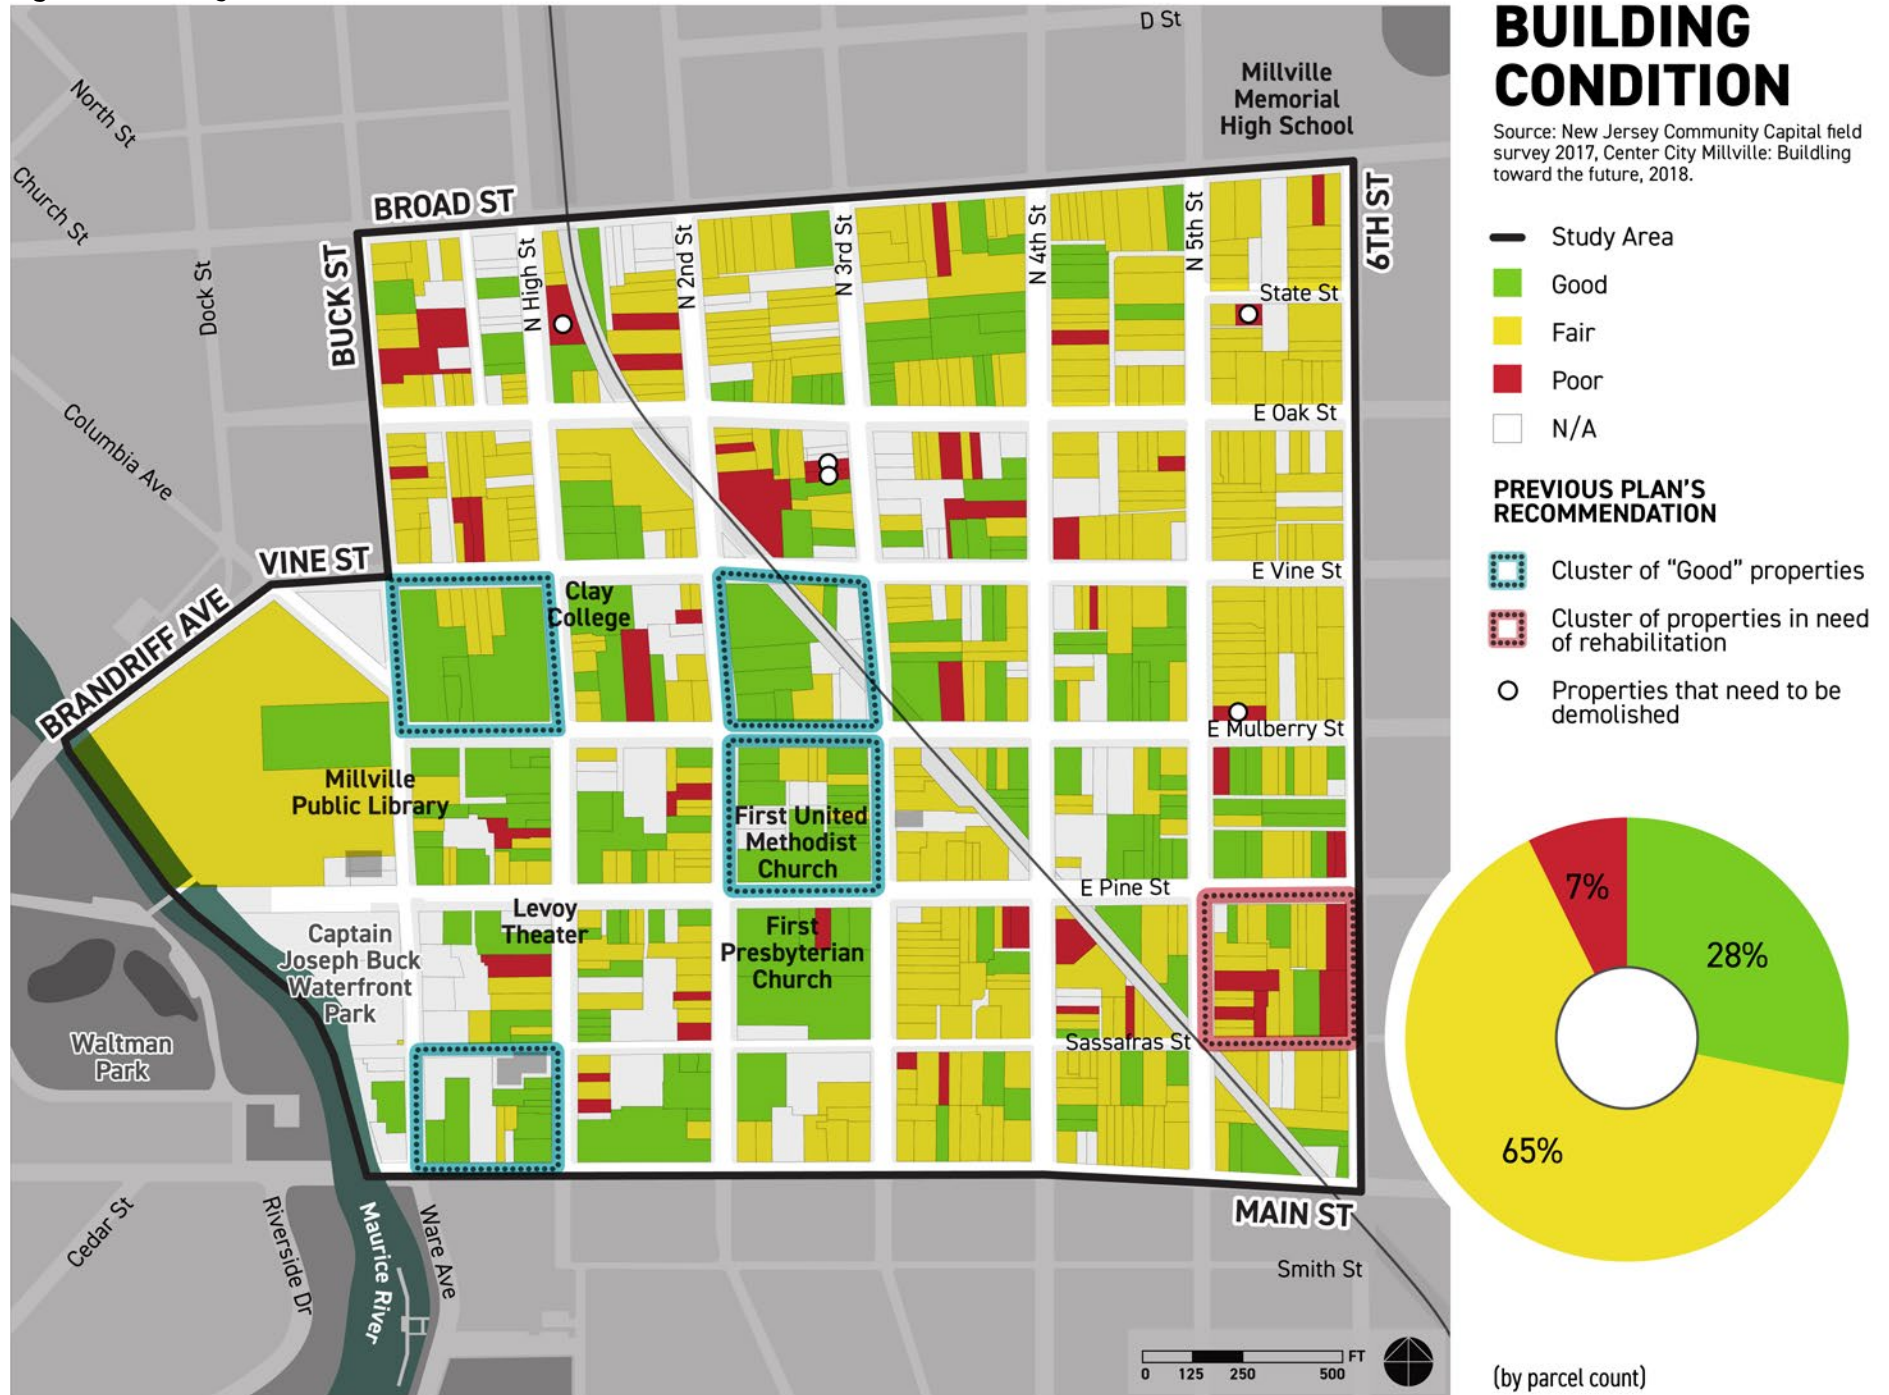 D St
Millville
Memorial
High School
North St
Church St
Dock St
Columbia Ave
BROAD ST
BUCK ST
N High St
N 2nd St
N 3rd St
N 4th St
N 5th St
6TH ST
State St
E Oak St
VINE ST
E Vine St
BRANDRIFF AVE
Clay
College
E Mulberry St
Millville
Public Library
First United
Methodist
Church
E Pine St
Levoy
Theater
First
Presbyterian
Church
Captain
Joseph Buck
Waterfront
Park
Waltman
Park
Sassafras St
MAIN ST
Cedar St
Riverside Dr
Maurice River
Ware Ave
Smith St
0 125 250 500 FT
BUILDING
CONDITION
Source: New Jersey Community Capital field
survey 2017, Center City Millville: Buildling
toward the future, 2018.
Study Area
Good
Fair
Poor
N/A
PREVIOUS PLAN'S
RECOMMENDATION
Cluster of “Good” properties
Cluster of properties in need
of rehabilitation
Properties that need to be
demolished
7%
28%
65%
(by parcel count)